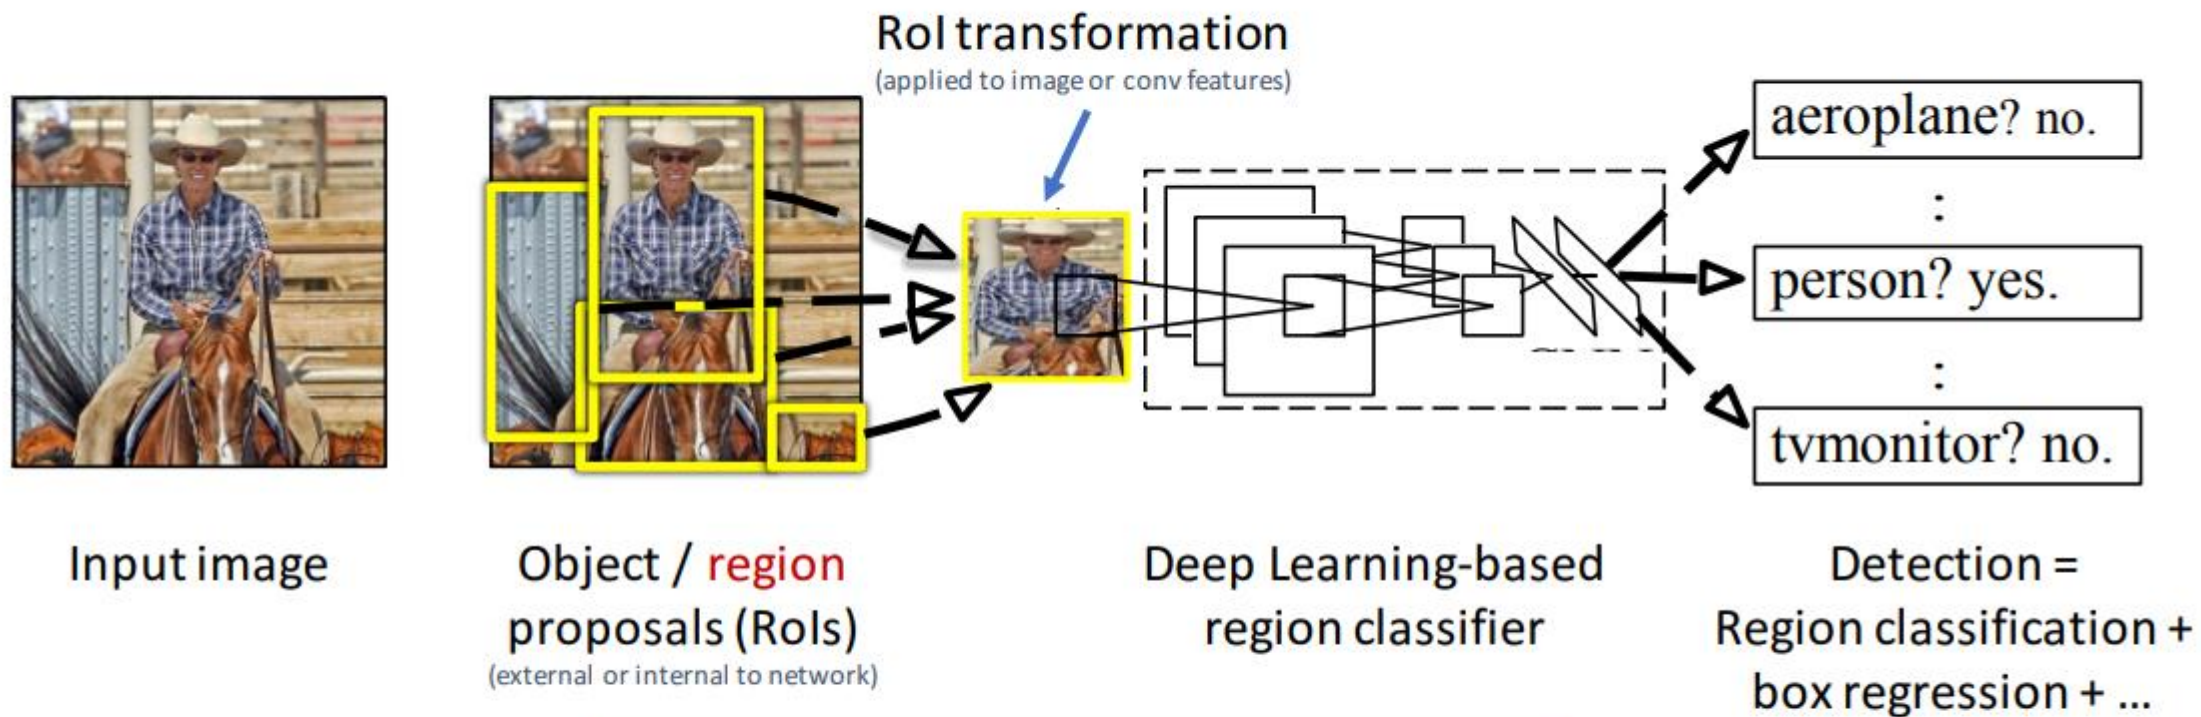 RoI transformation
(applied to image or conv features)
aeroplane? no.
:
person? yes.
:
tvmonitor? no.
Input image
Object / region
proposals (RoIs)
(external or internal to network)
Deep Learning-based
region classifier
Detection =
Region classification +
box regression + ...